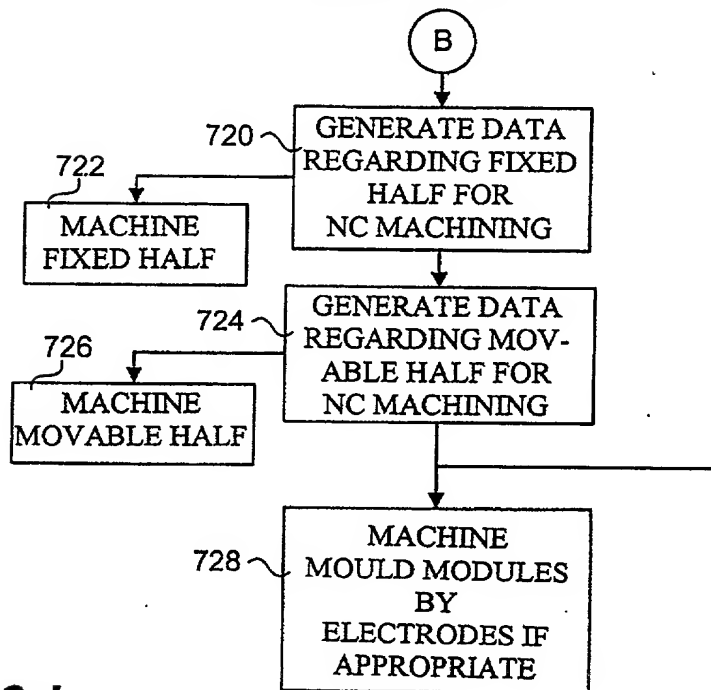 B
720
GENERATE DATA
REGARDING FIXED
HALF FOR
NC MACHINING
722
MACHINE
FIXED HALF
724
GENERATE DATA
REGARDING MOV-
ABLE HALF FOR
NC MACHINING
726
MACHINE
MOVABLE HALF
728
MACHINE
MOULD MODULES
BY
ELECTRODES IF
APPROPRIATE